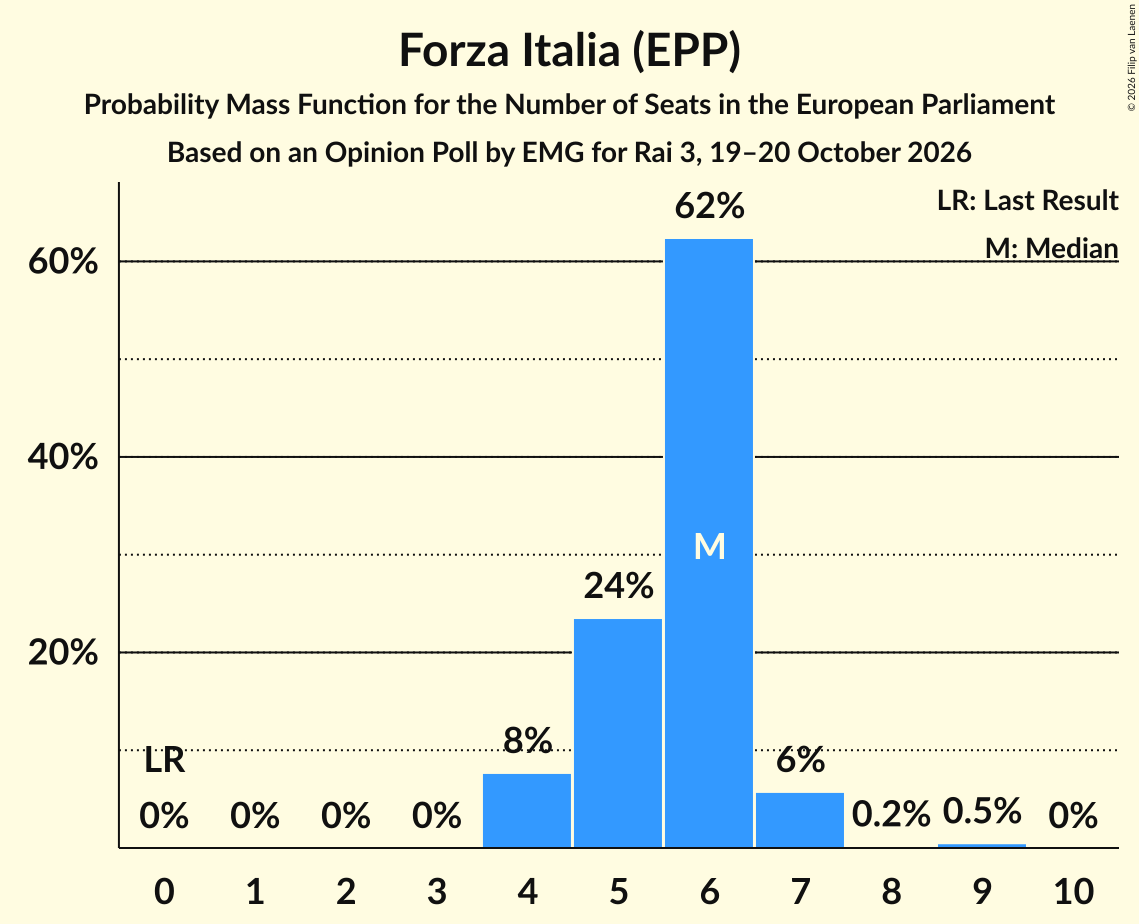 Forza Italia (EPP)
Probability Mass Function for the Number of Seats in the European Parliament
Based on an Opinion Poll by EMG for Rai 3, 19–20 October 2026
© 2026 Filip van Laenen
LR: Last Result
M: Median
62%
60%
40%
M
24%
20%
8%
LR
6%
0% 0% 0% 0% 0.2% 0.5% 0%
0 1 2 3 4 5 6 7 8 9 10